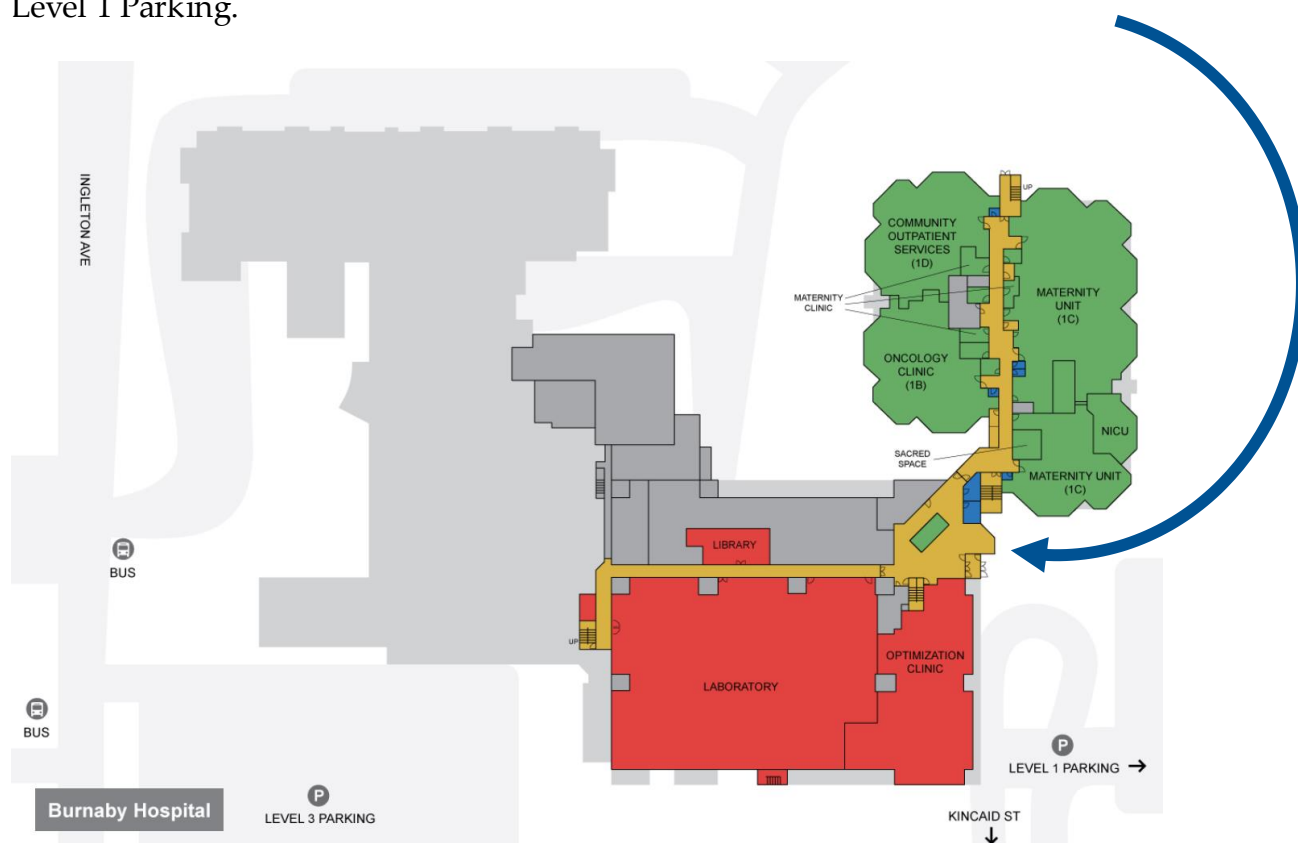 Level 1 Parking.
INGLETON AVE
UP
COMMUNITY
OUTPATIENT
SERVICES
(1D)
MATERNITY
CLINIC
MATERNITY
UNIT
(1C)
ONCOLOGY
CLINIC
(1B)
NICU
SACRED
SPACE
MATERNITY UNIT
(1C)
LIBRARY
BUS
UP
OPTIMIZATION
CLINIC
LABORATORY
BUS
P
LEVEL 1 PARKING →
Burnaby Hospital
P
LEVEL 3 PARKING
KINCAID ST
↓